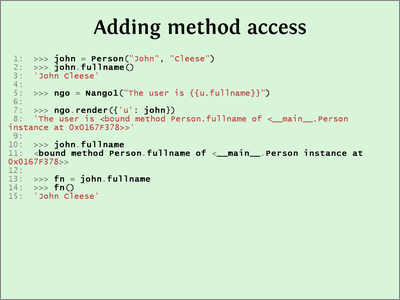 Adding method access
1: >>> john = Person("John", "Cleese")
2: >>> john.fullname()
3: 'John Cleese'
4:
5: >>> ngo = Nango1("The user is {{u.fullname}}")
6:
7: >>> ngo.render({'u': john})
8: 'The user is <bound method Person.fullname of <__main__.Person
instance at 0x0167F378>>'
9:
10: >>> john.fullname
11: <bound method Person.fullname of <__main__.Person instance at
0x0167F378>>
12:
13: >>> fn = john.fullname
14: >>> fn()
15: 'John Cleese'